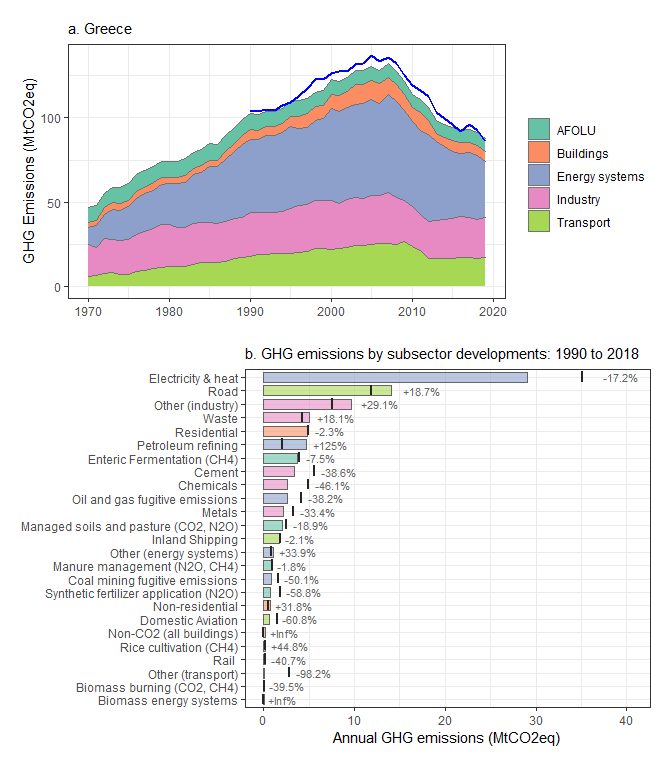 a. Greece
GHG Emissions (MtCO2eq)
100
50
0
1970
1980
1990
2000
2010
2020
AFOLU
Buildings
Energy systems
Industry
Transport
b. GHG emissions by subsector developments: 1990 to 2018
Electricity & heat -17.2%
Road +18.7%
Other (industry) +29.1%
Waste +18.1%
Residential -2.3%
Petroleum refining +125%
Enteric Fermentation (CH4) -7.5%
Cement -38.6%
Chemicals -46.1%
Oil and gas fugitive emissions -38.2%
Metals -33.4%
Managed soils and pasture (CO2, N2O) -18.9%
Inland Shipping -2.1%
Other (energy systems) +33.9%
Manure management (N2O, CH4) -1.8%
Coal mining fugitive emissions -50.1%
Synthetic fertilizer application (N2O) -58.8%
Non-residential +31.8%
Domestic Aviation -60.8%
Non-CO2 (all buildings) +Inf%
Rice cultivation (CH4) +44.8%
Rail -40.7%
Other (transport) -98.2%
Biomass burning (CO2, CH4) -39.5%
Biomass energy systems +Inf%
0
10
20
30
40
Annual GHG emissions (MtCO2eq)